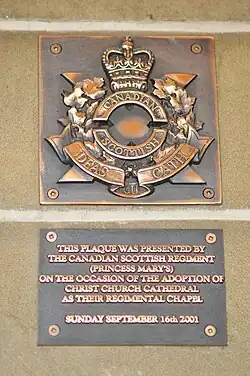 CANADIAN
SCOTTISH
DEAS GU CATH
THIS PLAQUE WAS PRESENTED BY
THE CANADIAN SCOTTISH REGIMENT
(PRINCESS MARY'S)
ON THE OCCASION OF THE ADOPTION OF
CHRIST CHURCH CATHEDRAL
AS THEIR REGIMENTAL CHAPEL
SUNDAY SEPTEMBER 16th 2001